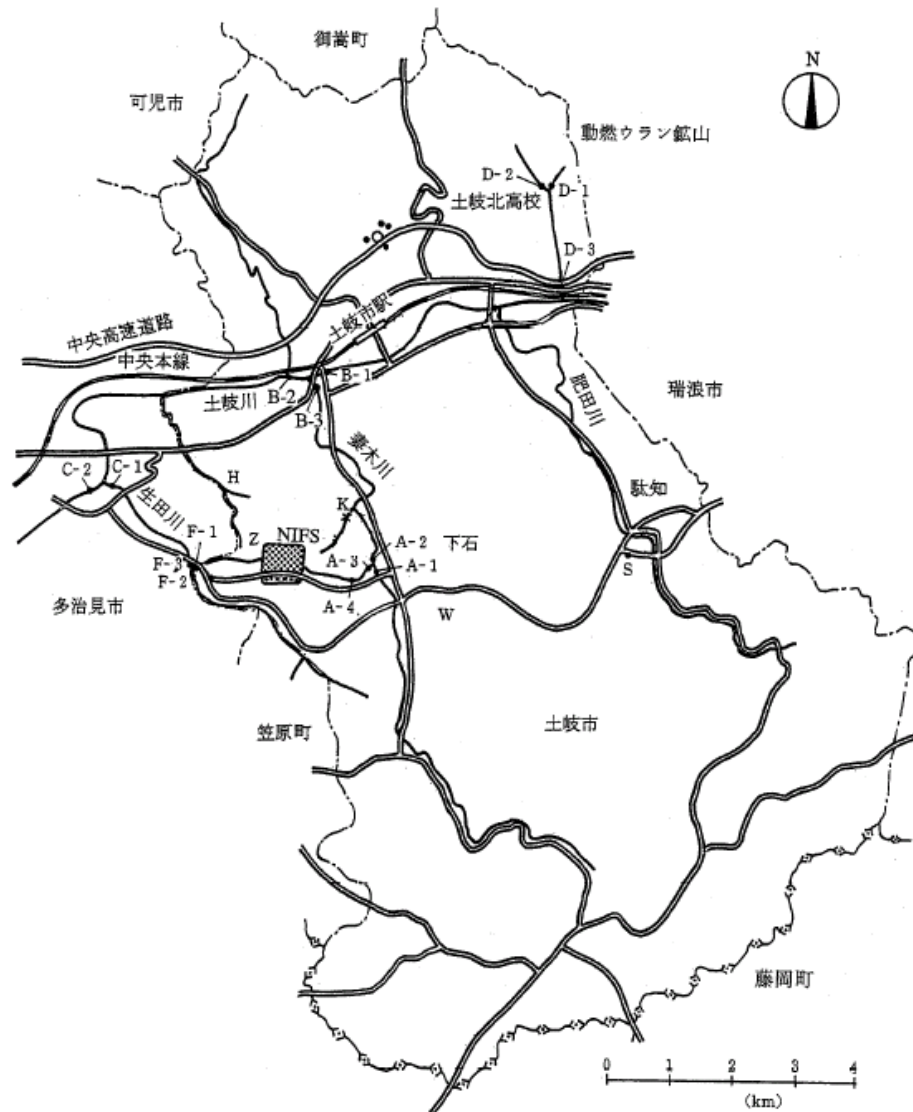 御嵩町
N
可児市
動燃ウラン鉱山
D-2
D-1
土岐北高校
D-3
土岐市駅
中央高速道路
中央本線
B-1
B-2
土岐川
B-3
肥田川
瑞浪市
妻木川
C-2
C-1
H
駄知
生田川
K
F-1
Z
NIFS
A-2
下石
F-3
A-3
A-1
F-2
S
A-4
多治見市
W
笠原町
土岐市
藤岡町
0 1 2 3 4
(km)